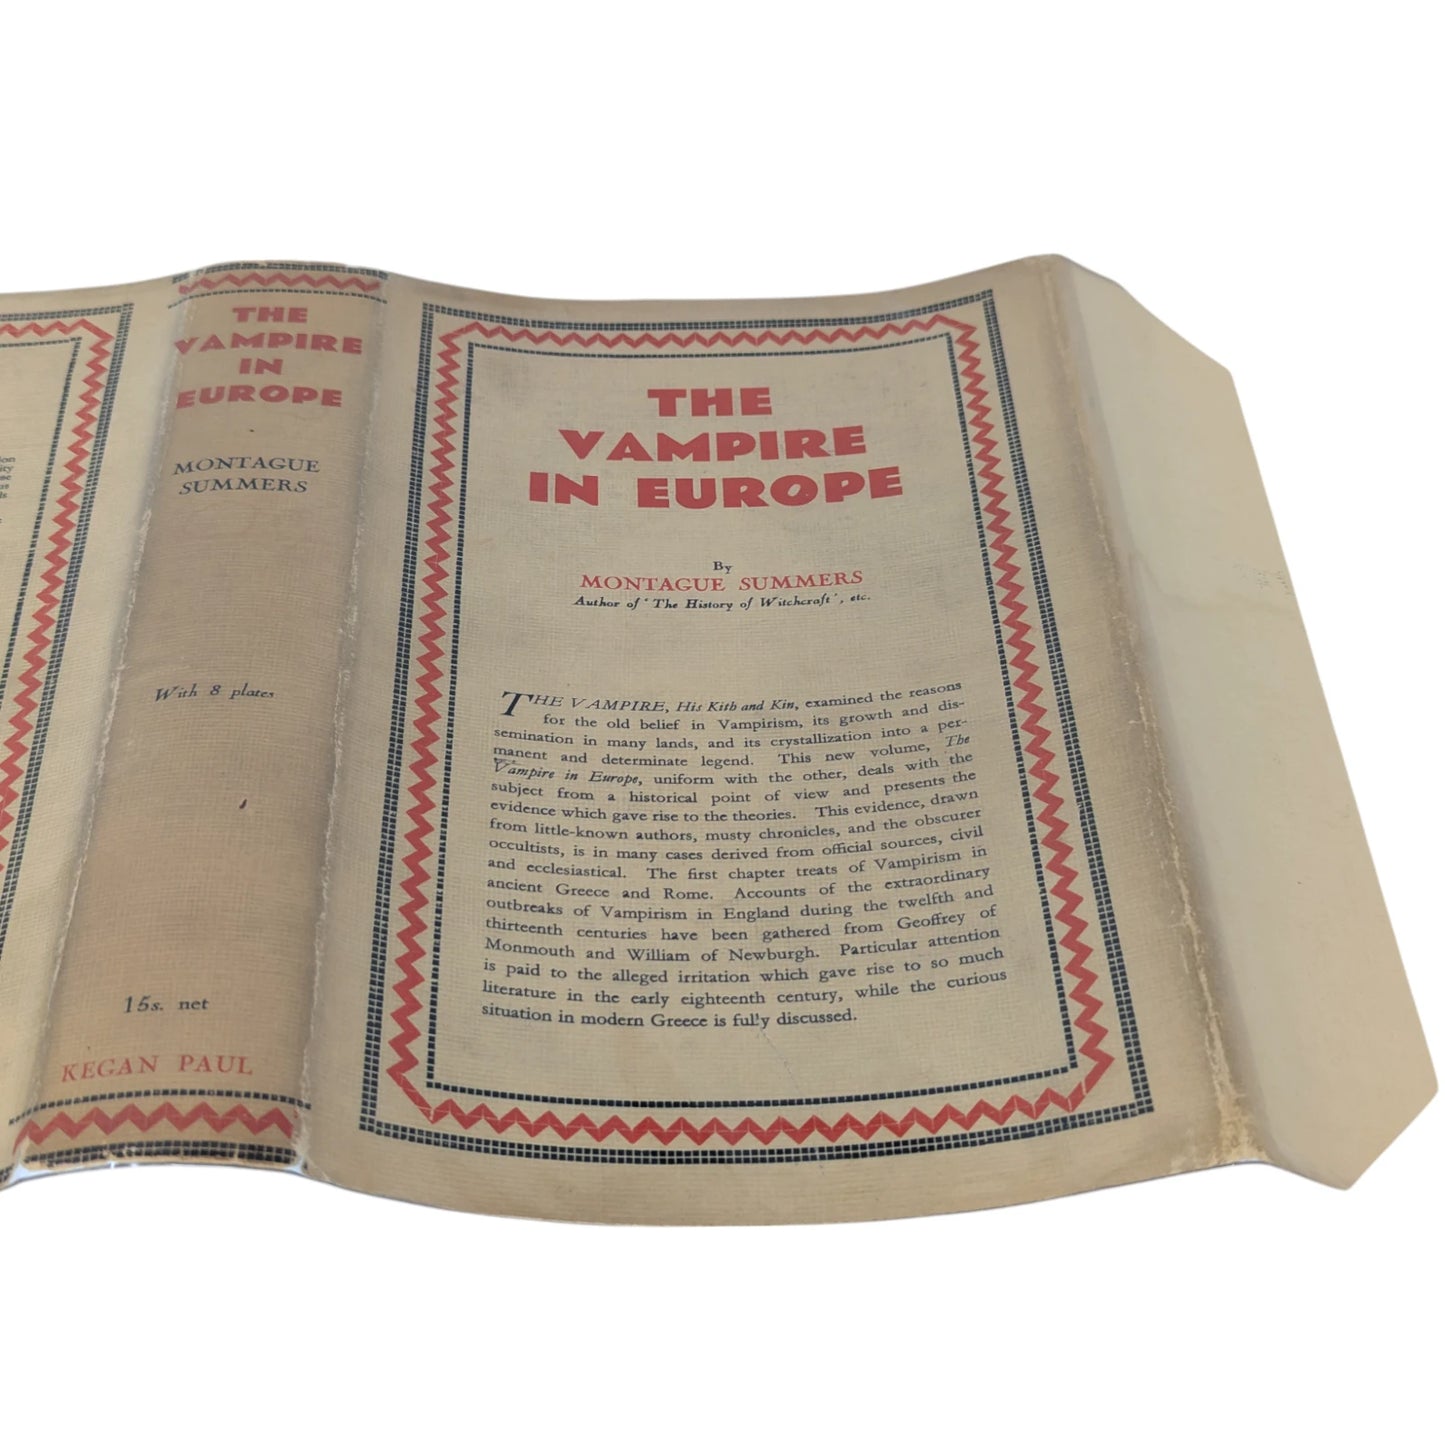 ion
ity
se
us
ls
THE
VAMPIRE
IN
EUROPE
MONTAGUE
SUMMERS
With 8 plates
15s. net
KEGAN PAUL
THE
VAMPIRE
IN EUROPE
By
MONTAGUE SUMMERS
Author of ‘The History of Witchcraft’, etc.
THE VAMPIRE, His Kith and Kin, examined the reasons
for the old belief in Vampirism, its growth and dis-
semination in many lands, and its crystallization into a per-
manent and determinate legend. This new volume, The
Vampire in Europe, uniform with the other, deals with the
subject from a historical point of view and presents the
evidence which gave rise to the theories. This evidence, drawn
from little-known authors, musty chronicles, and the obscurer
occultists, is in many cases derived from official sources, civil
and ecclesiastical. The first chapter treats of Vampirism in
ancient Greece and Rome. Accounts of the extraordinary
outbreaks of Vampirism in England during the twelfth and
thirteenth centuries have been gathered from Geoffrey of
Monmouth and William of Newburgh. Particular attention
is paid to the alleged irritation which gave rise to so much
literature in the early eighteenth century, while the curious
situation in modern Greece is fully discussed.